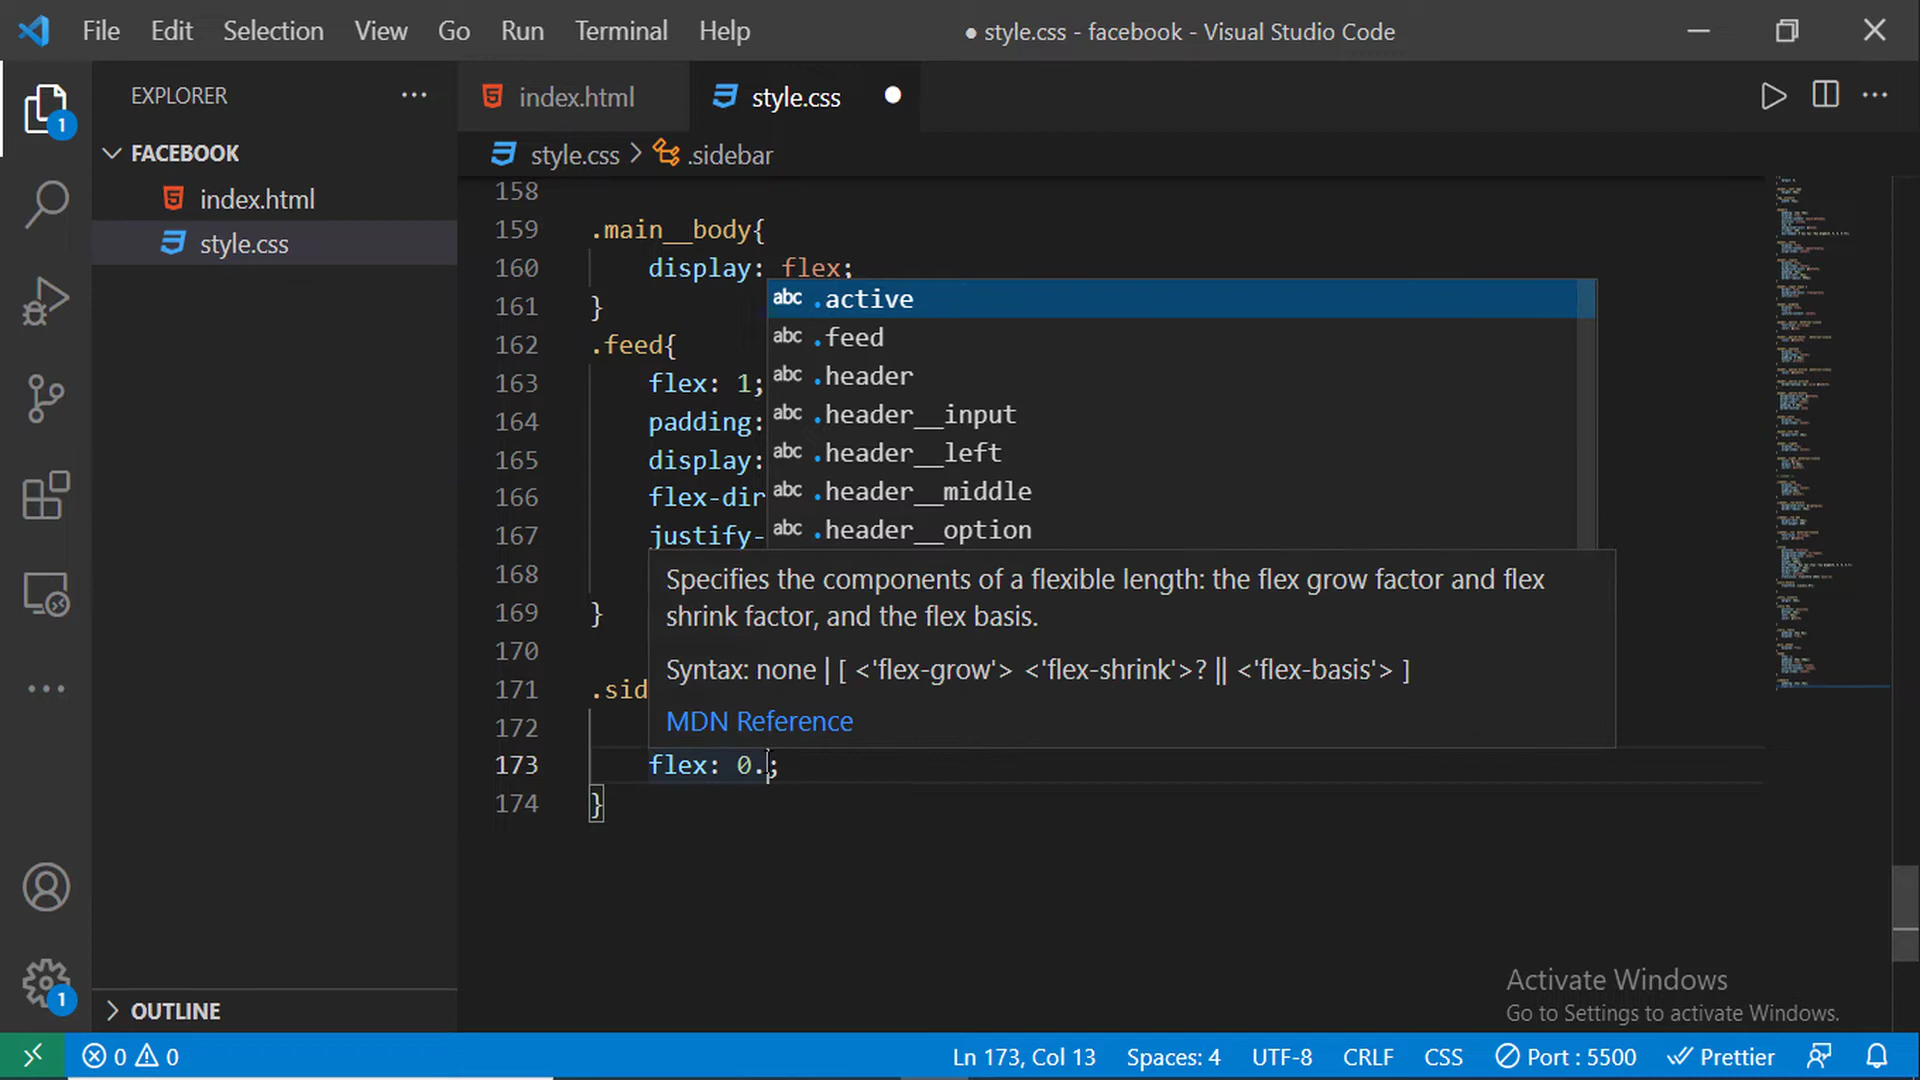 File Edit Selection View Go Run Terminal Help
● style.css - facebook - Visual Studio Code
EXPLORER
index.html
style.css
FACEBOOK
index.html
style.css
style.css > .sidebar
158
159 .main__body{
160 display: flex;
161 }
162 .feed{
163 flex: 1;
164 padding:
165 display:
166 flex-dir
167 justify-
168
169 }
170
171 .sid
172
173 flex: 0.;
174 }
abc .active
abc .feed
abc .header
abc .header__input
abc .header__left
abc .header__middle
abc .header__option
Specifies the components of a flexible length: the flex grow factor and flex
shrink factor, and the flex basis.
Syntax: none | [ <'flex-grow'> <'flex-shrink'>? || <'flex-basis'> ]
MDN Reference
1
1
OUTLINE
Activate Windows
Go to Settings to activate Windows.
0 0
Ln 173, Col 13
Spaces: 4
UTF-8
CRLF
CSS
Port : 5500
Prettier